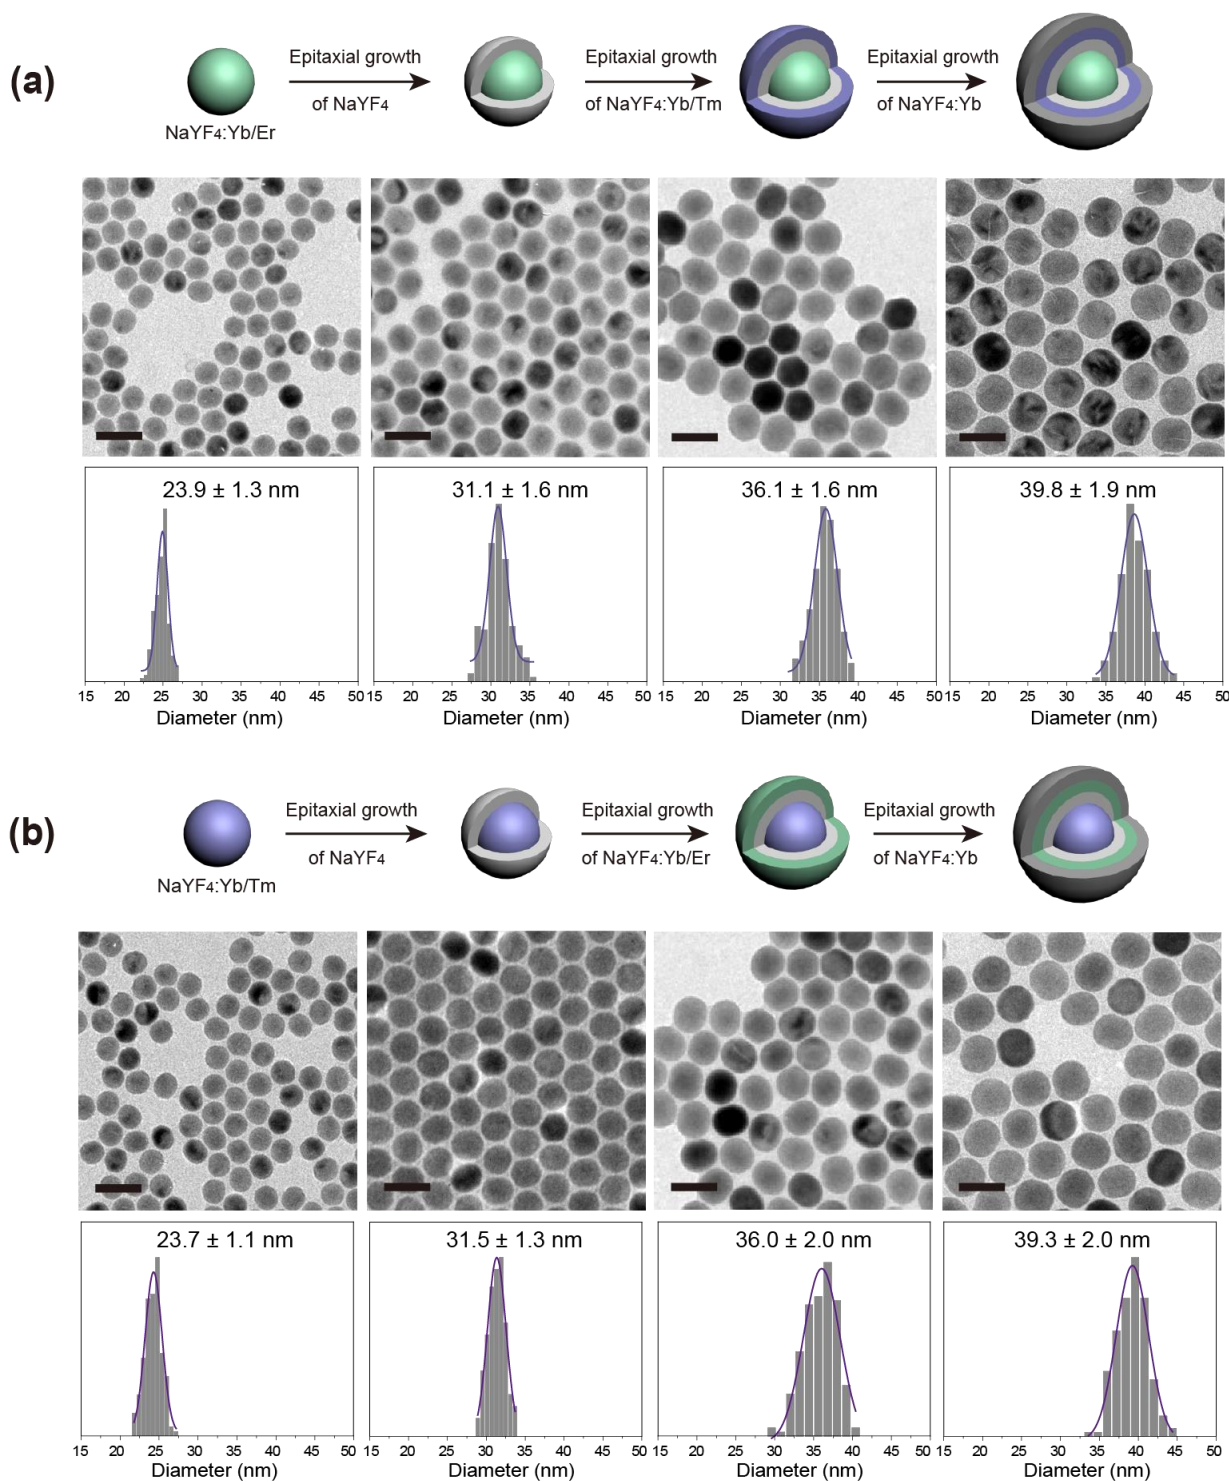 (a)
Epitaxial growth
of NaYF4
Epitaxial growth
of NaYF4:Yb/Tm
Epitaxial growth
of NaYF4:Yb
NaYF4:Yb/Er
23.9 ± 1.3 nm
31.1 ± 1.6 nm
36.1 ± 1.6 nm
39.8 ± 1.9 nm
15 20 25 30 35 40 45 50
15 20 25 30 35 40 45 50
15 20 25 30 35 40 45 50
15 20 25 30 35 40 45 50
Diameter (nm)
Diameter (nm)
Diameter (nm)
Diameter (nm)
(b)
Epitaxial growth
of NaYF4
Epitaxial growth
of NaYF4:Yb/Er
Epitaxial growth
of NaYF4:Yb
NaYF4:Yb/Tm
23.7 ± 1.1 nm
31.5 ± 1.3 nm
36.0 ± 2.0 nm
39.3 ± 2.0 nm
15 20 25 30 35 40 45 50
15 20 25 30 35 40 45 50
15 20 25 30 35 40 45 50
15 20 25 30 35 40 45 50
Diameter (nm)
Diameter (nm)
Diameter (nm)
Diameter (nm)